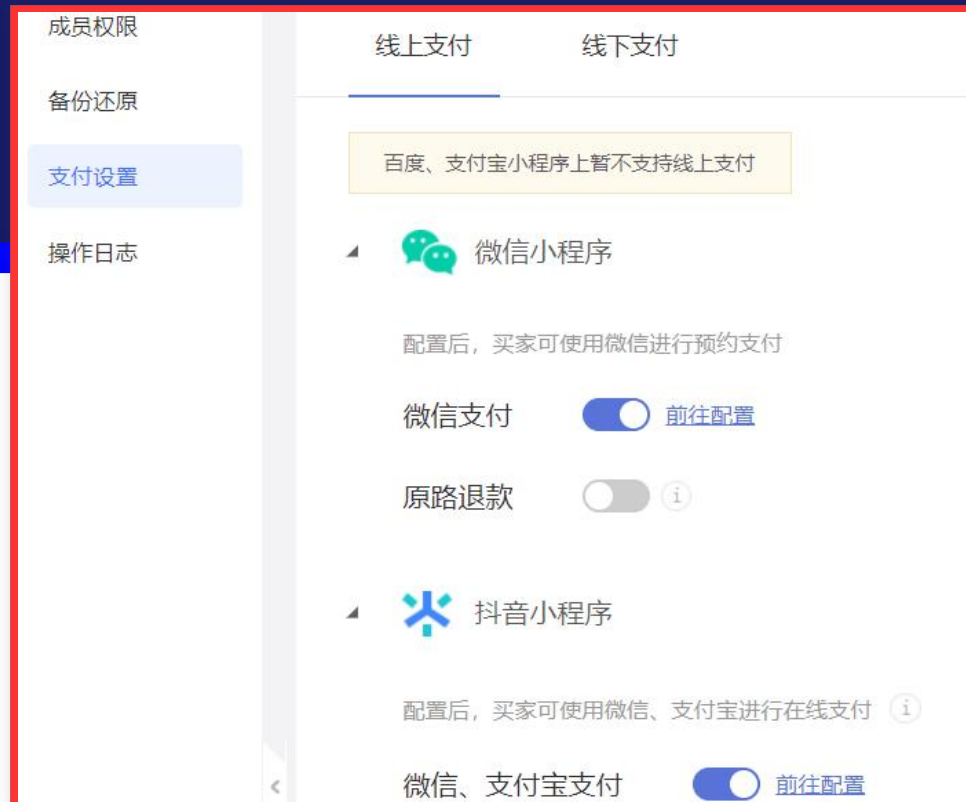 成员权限
备份还原
支付设置
操作日志
线上支付
线下支付
百度、支付宝小程序上暂不支持线上支付
微信小程序
配置后，买家可使用微信进行预约支付
微信支付
前往配置
原路退款
抖音小程序
配置后，买家可使用微信、支付宝进行在线支付
微信、支付宝支付
前往配置